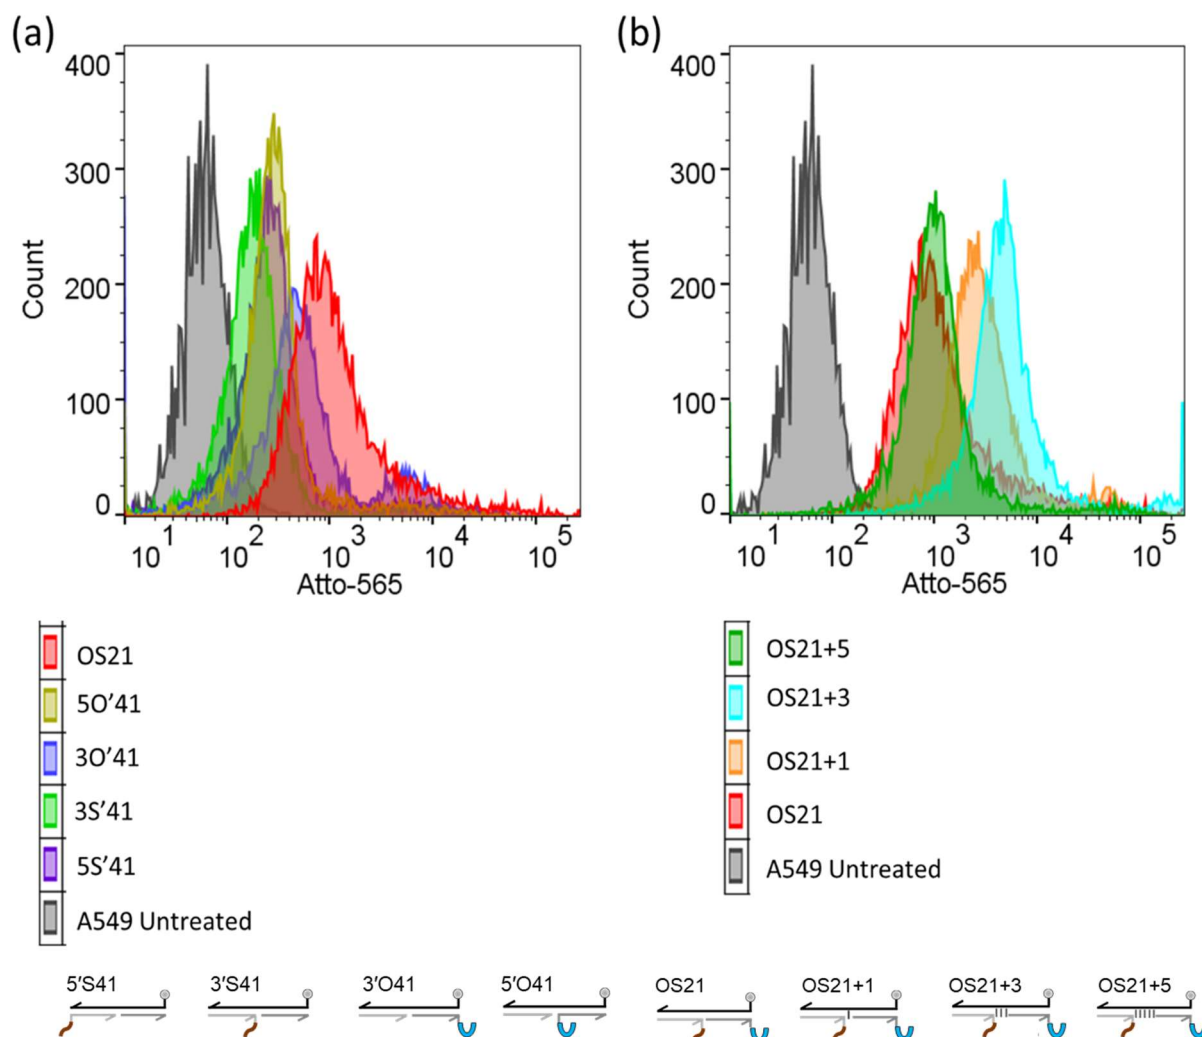 (a)
400
300
200
100
0
Count
10^1
10^2
10^3
10^4
10^5
Atto-565
OS21
5O'41
3O'41
3S'41
5S'41
A549 Untreated
(b)
400
300
200
100
0
Count
10^1
10^2
10^3
10^4
10^5
Atto-565
OS21+5
OS21+3
OS21+1
OS21
A549 Untreated
5'S41
3'S41
3'O41
5'O41
OS21
OS21+1
OS21+3
OS21+5